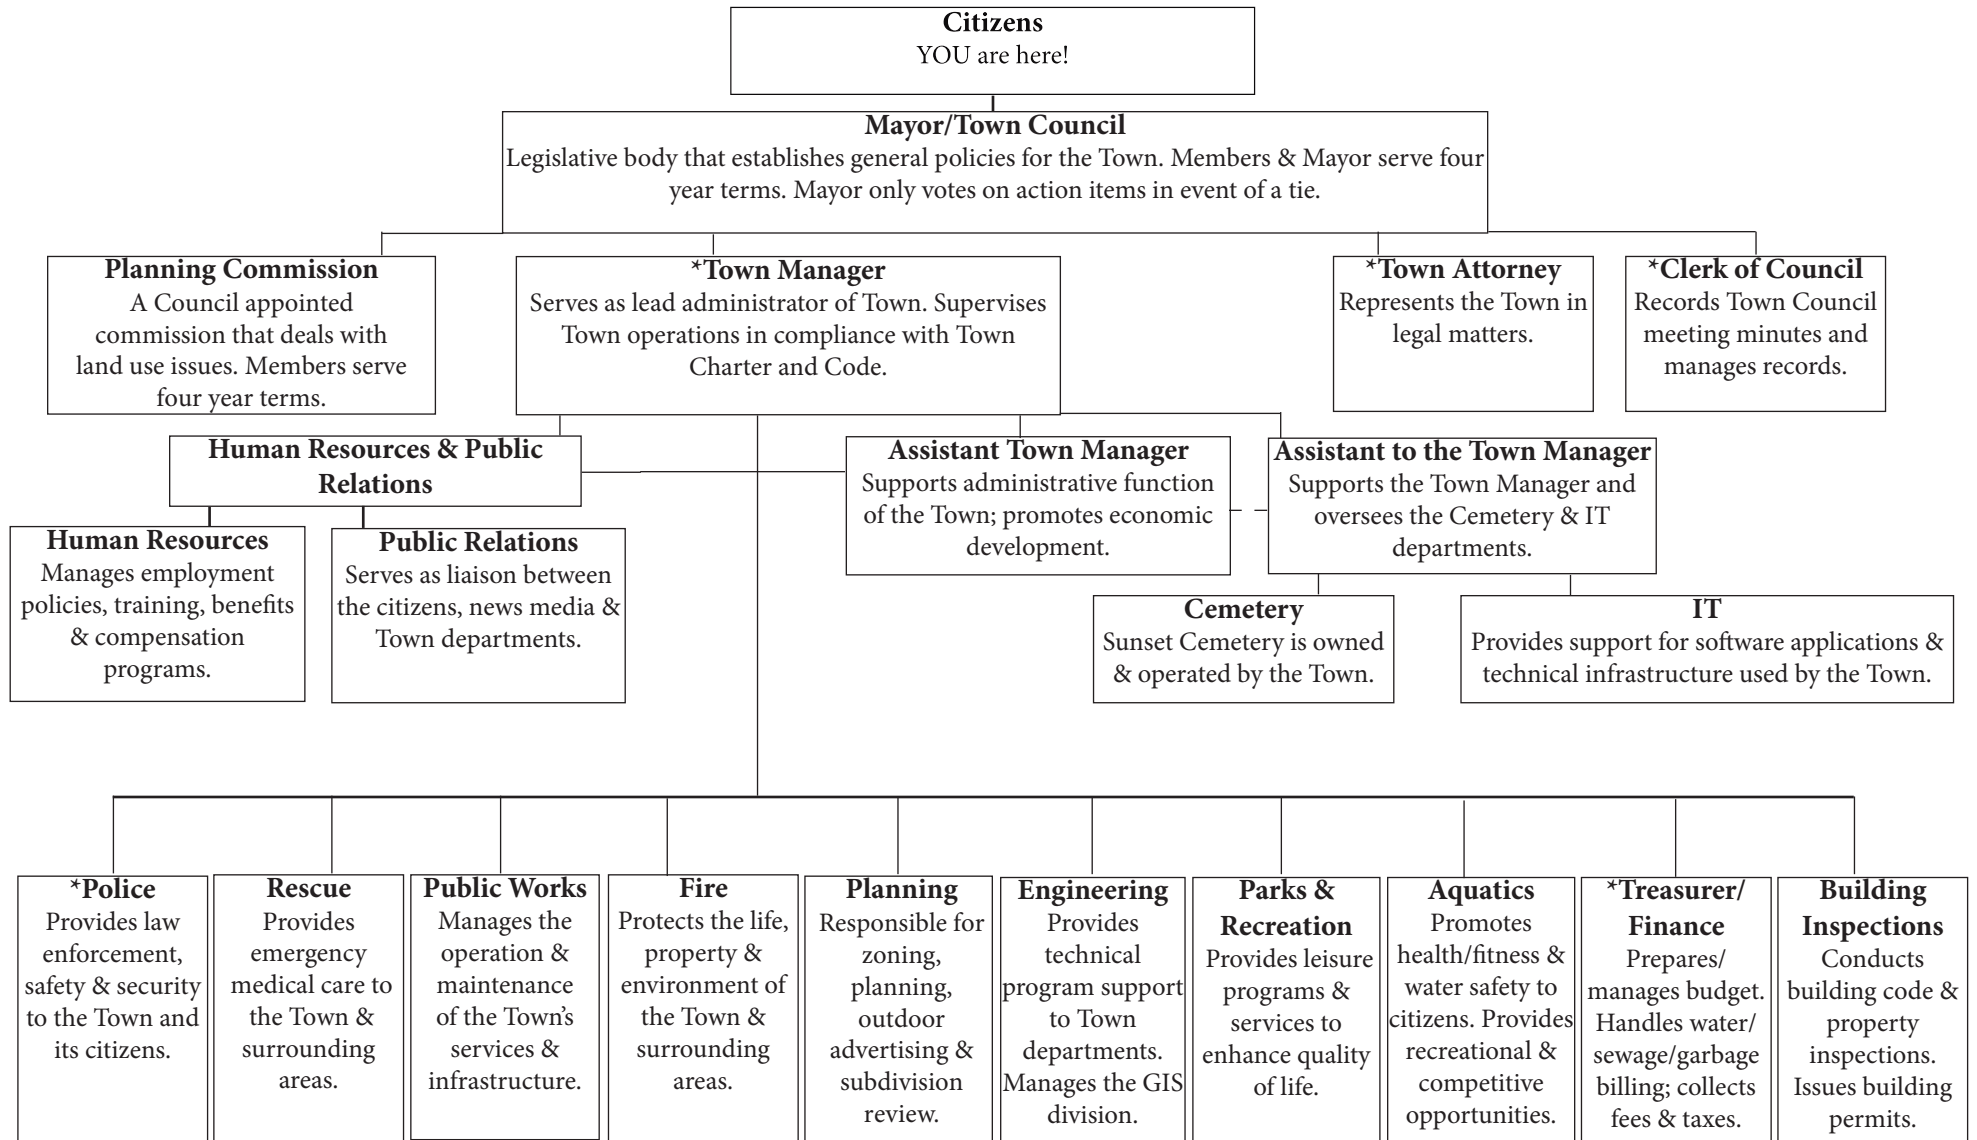 Citizens
YOU are here!
Mayor/Town Council
Legislative body that establishes general policies for the Town. Members & Mayor serve four
year terms. Mayor only votes on action items in event of a tie.
Planning Commission
A Council appointed
commission that deals with
land use issues. Members serve
four year terms.
*Town Manager
Serves as lead administrator of Town. Supervises
Town operations in compliance with Town
Charter and Code.
*Town Attorney
Represents the Town in
legal matters.
*Clerk of Council
Records Town Council
meeting minutes and
manages records.
Human Resources & Public
Relations
Assistant Town Manager
Supports administrative function
of the Town; promotes economic
development.
Assistant to the Town Manager
Supports the Town Manager and
oversees the Cemetery & IT
departments.
Human Resources
Manages employment
policies, training, benefits
& compensation
programs.
Public Relations
Serves as liaison between
the citizens, news media &
Town departments.
Cemetery
Sunset Cemetery is owned
& operated by the Town.
IT
Provides support for software applications &
technical infrastructure used by the Town.
*Police
Provides law
enforcement,
safety & security
to the Town and
its citizens.
Rescue
Provides
emergency
medical care to
the Town &
surrounding
areas.
Public Works
Manages the
operation &
maintenance
of the Town's
services &
infrastructure.
Fire
Protects the life,
property &
environment of
the Town &
surrounding
areas.
Planning
Responsible for
zoning,
planning,
outdoor
advertising &
subdivision
review.
Engineering
Provides
technical
program support
to Town
departments.
Manages the GIS
division.
Parks &
Recreation
Provides leisure
programs &
services to
enhance quality
of life.
Aquatics
Promotes
health/fitness &
water safety to
citizens. Provides
recreational &
competitive
opportunities.
*Treasurer/
Finance
Prepares/
manages budget.
Handles water/
sewage/garbage
billing; collects
fees & taxes.
Building
Inspections
Conducts
building code &
property
inspections.
Issues building
permits.